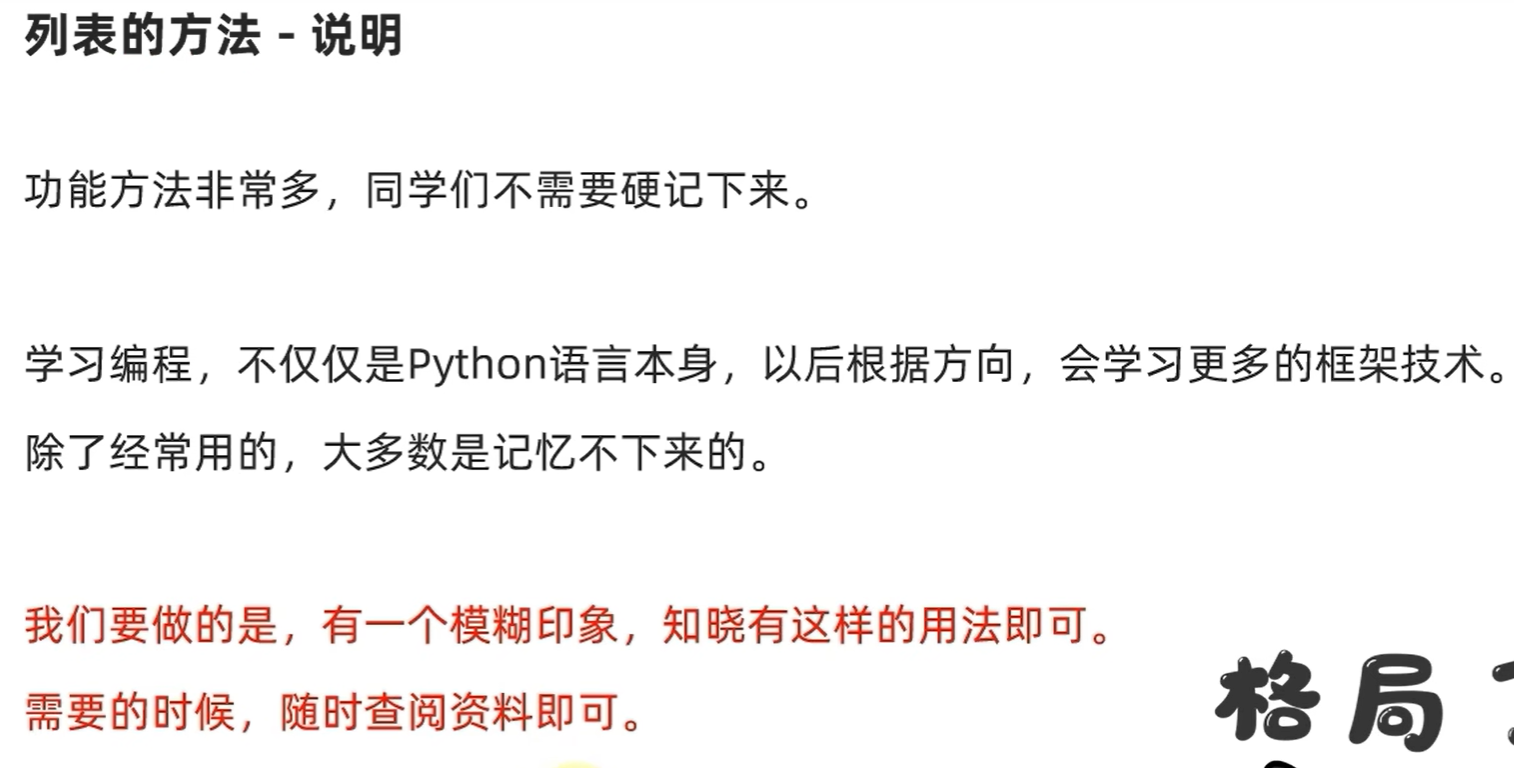 列表的方法 - 说明
功能方法非常多，同学们不需要硬记下来。
学习编程，不仅仅是Python语言本身，以后根据方向，会学习更多的框架技术。
除了经常用的，大多数是记忆不下来的。
我们要做的是，有一个模糊印象，知晓有这样的用法即可。
需要的时候，随时查阅资料即可。
格局